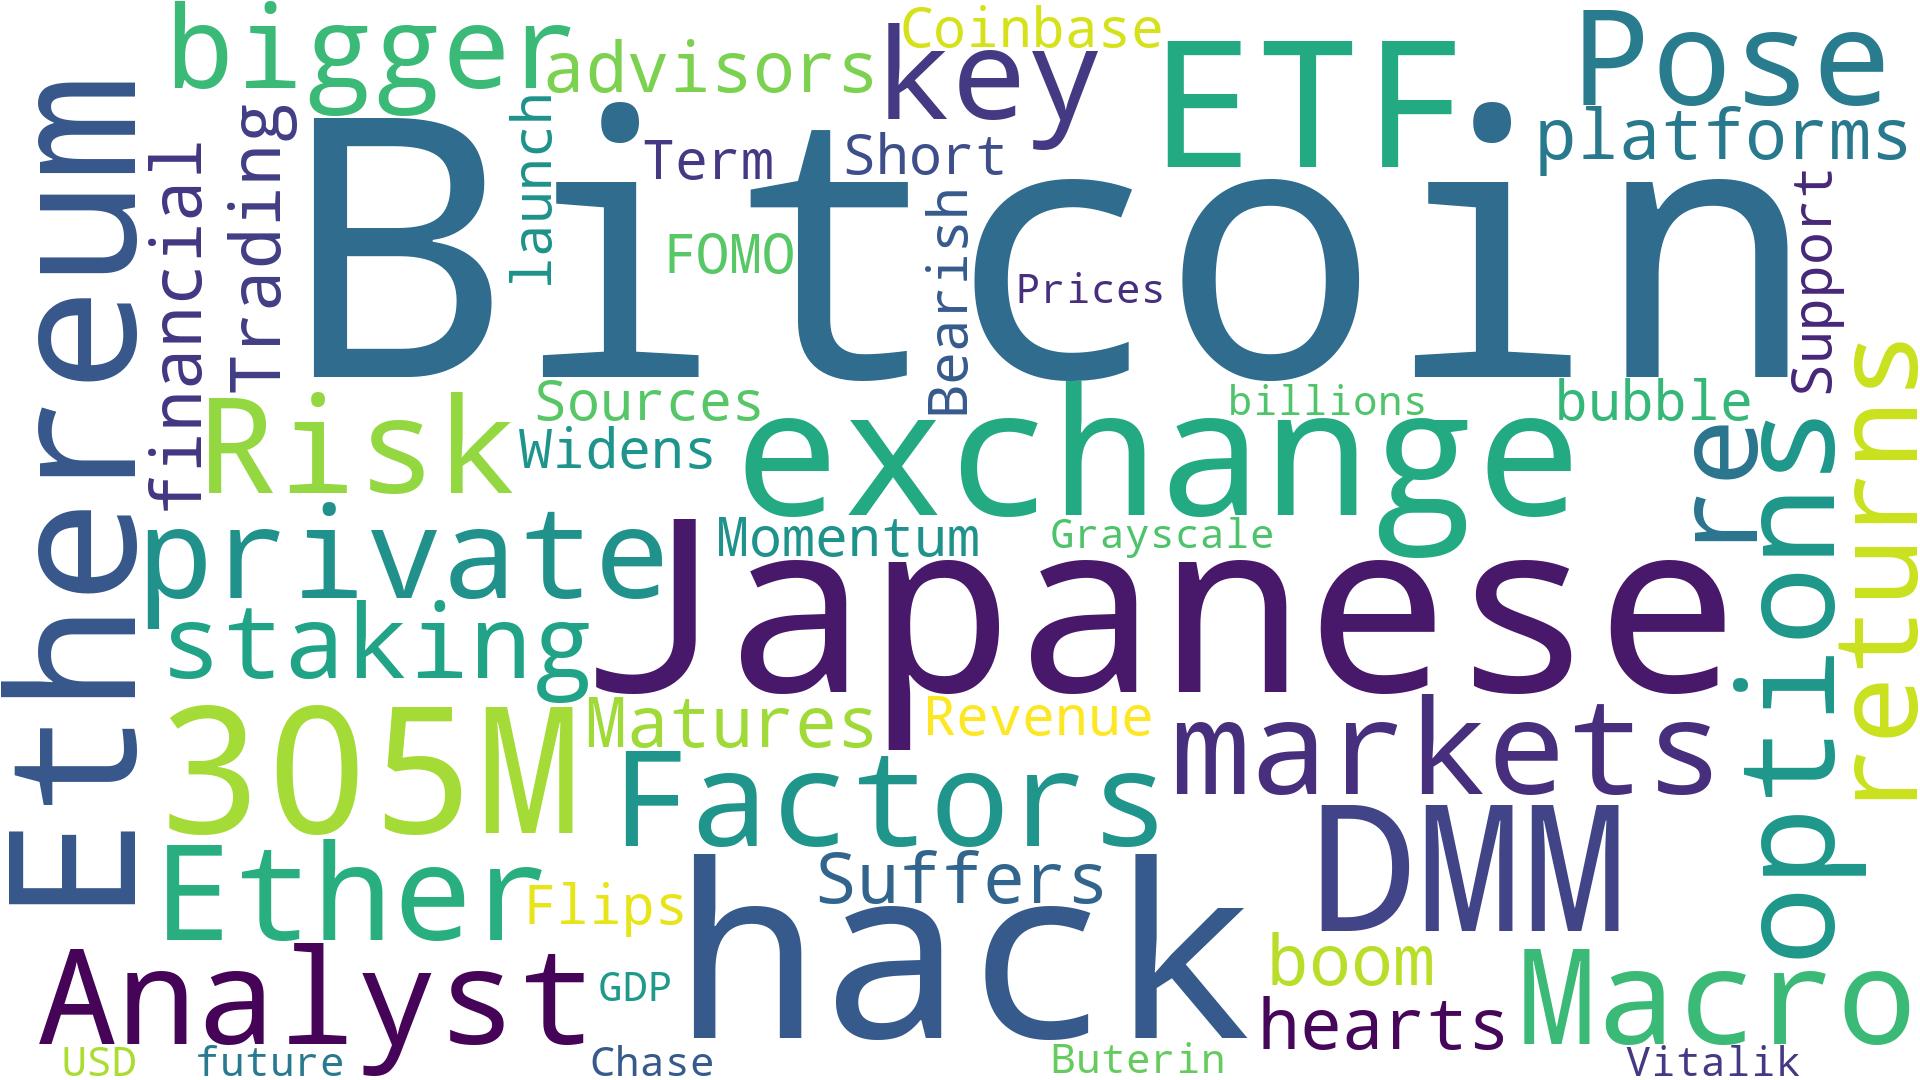 bigger
advisors
Coinbase
key
ETF
Pose
platforms
Ethereum
financial
Trading
Bitcoin
launch
Term
Short
FOMO
Bearish
Prices
Support
Risk
Sources
Widens
exchange
billions
bubble
re
options
returns
private
Momentum
Grayscale
staking
Japanese
305M
Matures
Revenue
markets
Factors
DMM
Ether
Flips
Suffers
hack
boom
Analyst
GDP
hearts
Macro
USD
future
Chase
Buterin
Vitalik